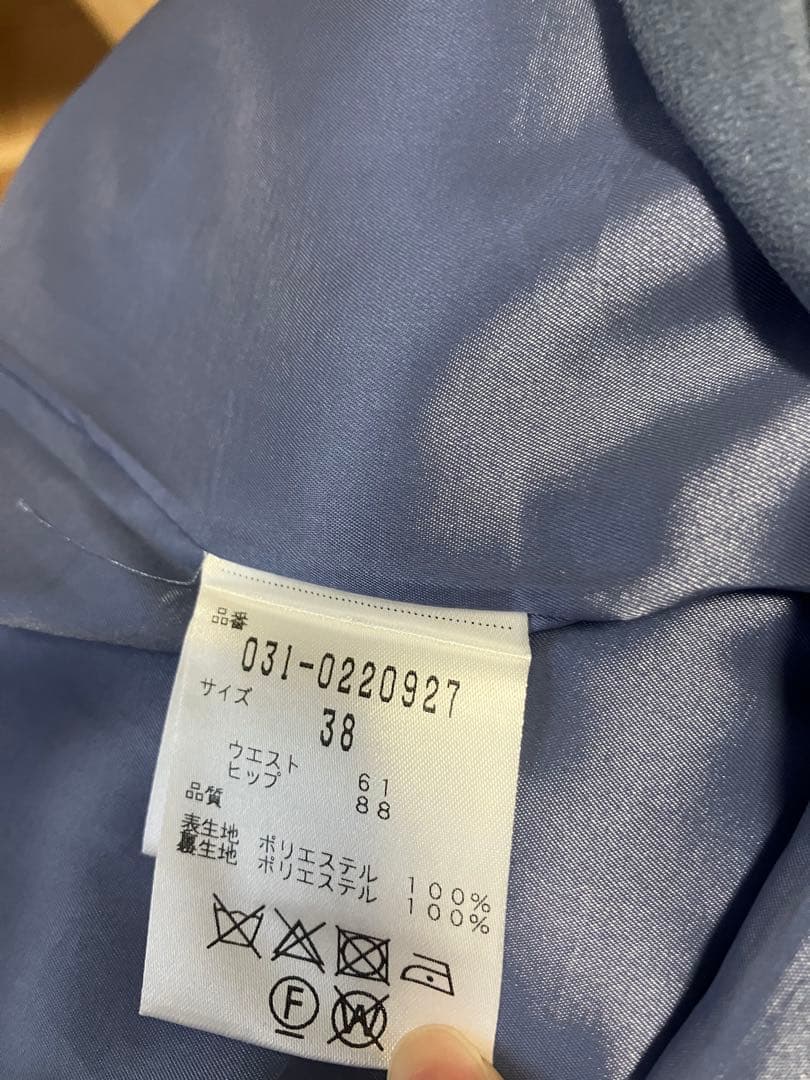 品番
031-0220927
サイズ
38
ウエスト 61
ヒップ 88
品質
表生地 ポリエステル 100%
裏生地 ポリエステル 100%
F W